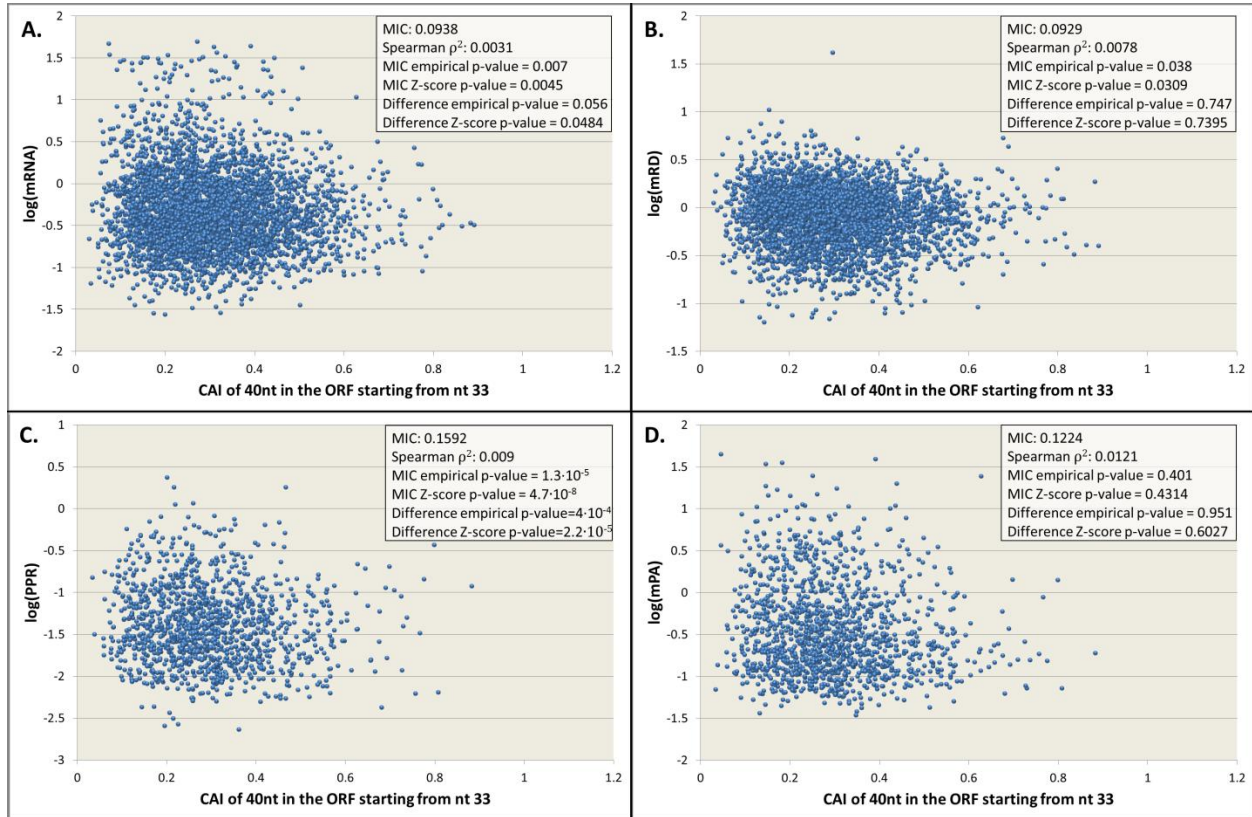 A.
MIC: 0.0938
Spearman ρ²: 0.0031
MIC empirical p-value = 0.007
MIC Z-score p-value = 0.0045
Difference empirical p-value = 0.056
Difference Z-score p-value = 0.0484
log(mRNA)
2
1.5
1
0.5
0
-0.5
-1
-1.5
-2
0 0.2 0.4 0.6 0.8 1 1.2
CAI of 40nt in the ORF starting from nt 33
B.
MIC: 0.0929
Spearman ρ²: 0.0078
MIC empirical p-value = 0.038
MIC Z-score p-value = 0.0309
Difference empirical p-value = 0.747
Difference Z-score p-value = 0.7395
log(mRD)
2
1.5
1
0.5
0
-0.5
-1
-1.5
0 0.2 0.4 0.6 0.8 1 1.2
CAI of 40nt in the ORF starting from nt 33
C.
MIC: 0.1592
Spearman ρ²: 0.009
MIC empirical p-value = 1.3·10⁻⁵
MIC Z-score p-value = 4.7·10⁻⁸
Difference empirical p-value=4·10⁻⁴
Difference Z-score p-value=2.2·10⁻⁵
log(PPR)
1
0.5
0
-0.5
-1
-1.5
-2
-2.5
-3
0 0.2 0.4 0.6 0.8 1 1.2
CAI of 40nt in the ORF starting from nt 33
D.
MIC: 0.1224
Spearman ρ²: 0.0121
MIC empirical p-value = 0.401
MIC Z-score p-value = 0.4314
Difference empirical p-value = 0.951
Difference Z-score p-value = 0.6027
log(mPA)
2
1.5
1
0.5
0
-0.5
-1
-1.5
-2
0 0.2 0.4 0.6 0.8 1 1.2
CAI of 40nt in the ORF starting from nt 33